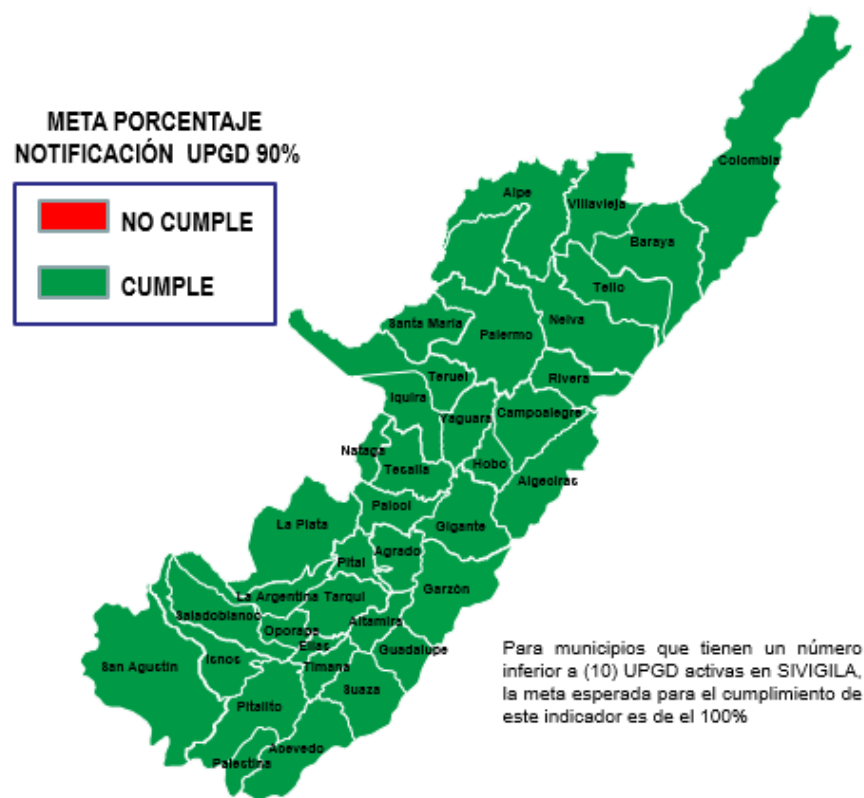 META PORCENTAJE
NOTIFICACIÓN UPGD 90%
NO CUMPLE
CUMPLE
Colombia
Aipe
Villavieja
Baraya
Tello
Neiva
Santa María
Palermo
Teruel
Rivera
Iquira
Yaguara
Campoalegre
Nataga
Tesalia
Hobo
Algeciras
Paicol
La Plata
Gigante
Pital
Agrado
Garzón
La Argentina
Tarqui
Saladoblanco
Oporapa
Altamira
Elias
Guadalupe
San Agustin
Isnos
Timana
Suaza
Pitalito
Acevedo
Palestina
Para municipios que tienen un número
inferior a (10) UPGD activas en SIVIGILA,
la meta esperada para el cumplimiento de
este indicador es de el 100%